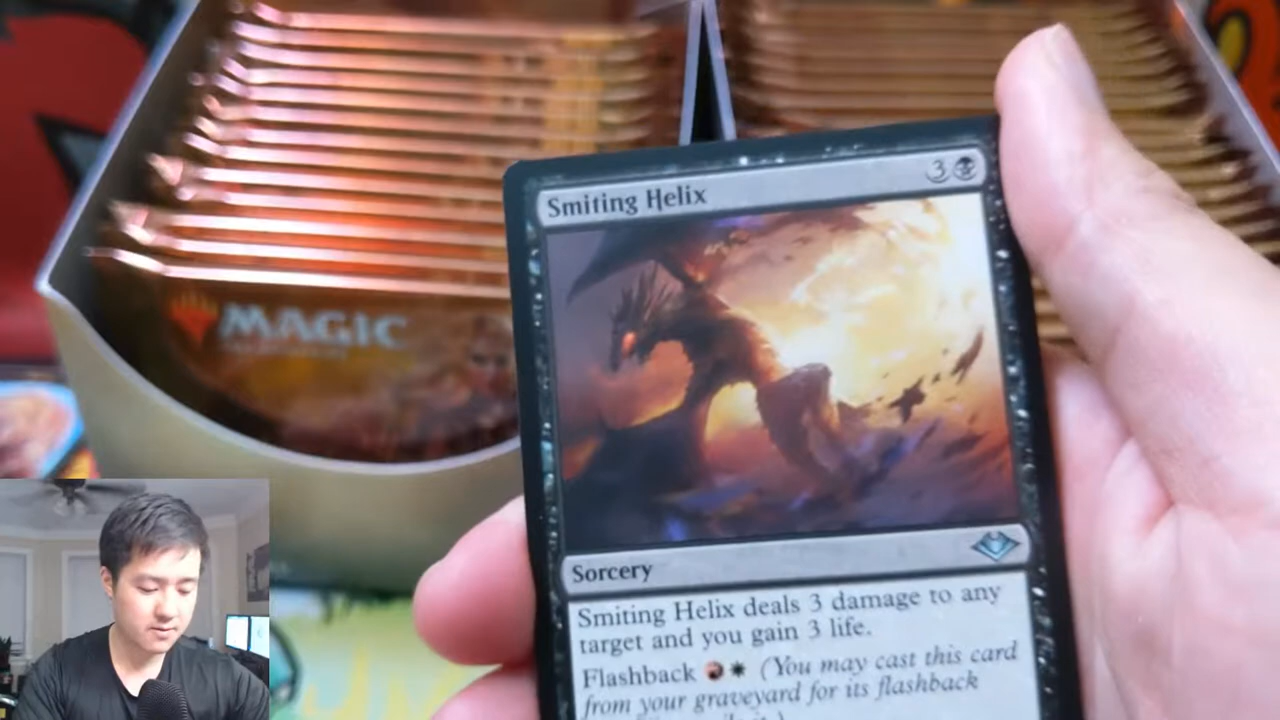 MAGIC
Smiting Helix
3
Sorcery
Smiting Helix deals 3 damage to any
target and you gain 3 life.
Flashback (You may cast this card
from your graveyard for its flashback